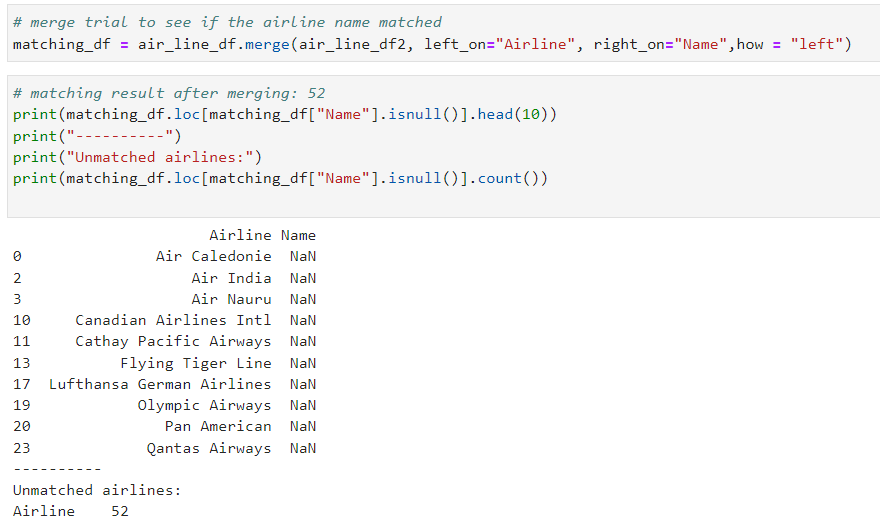 # merge trial to see if the airline name matched
matching_df = air_line_df.merge(air_line_df2, left_on="Airline", right_on="Name",how = "left")
# matching result after merging: 52
print(matching_df.loc[matching_df["Name"].isnull()].head(10))
print("----------")
print("Unmatched airlines:")
print(matching_df.loc[matching_df["Name"].isnull()].count())
Airline Name
0 Air Caledonie NaN
2 Air India NaN
3 Air Nauru NaN
10 Canadian Airlines Intl NaN
11 Cathay Pacific Airways NaN
13 Flying Tiger Line NaN
17 Lufthansa German Airlines NaN
19 Olympic Airways NaN
20 Pan American NaN
23 Qantas Airways NaN
----------
Unmatched airlines:
Airline 52